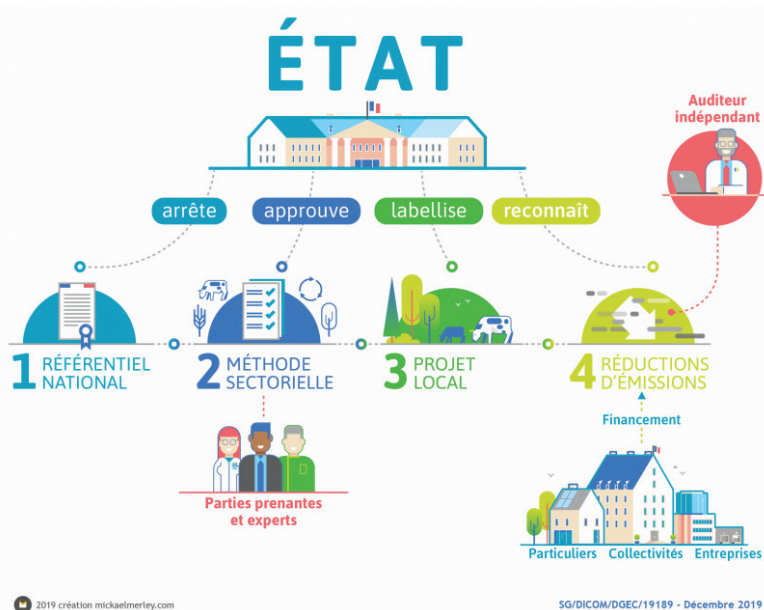 ÉTAT
Auditeur
indépendant
arrête
approuve
labellise
reconnaît
1 RÉFÉRENTIEL
NATIONAL
2 MÉTHODE
SECTORIELLE
3 PROJET
LOCAL
4 RÉDUCTIONS
D'ÉMISSIONS
Financement
Parties prenantes
et experts
Particuliers
Collectivités
Entreprises
2019 création mickaelmerley.com
SG/DICOM/DGEC/19189 - Décembre 2019